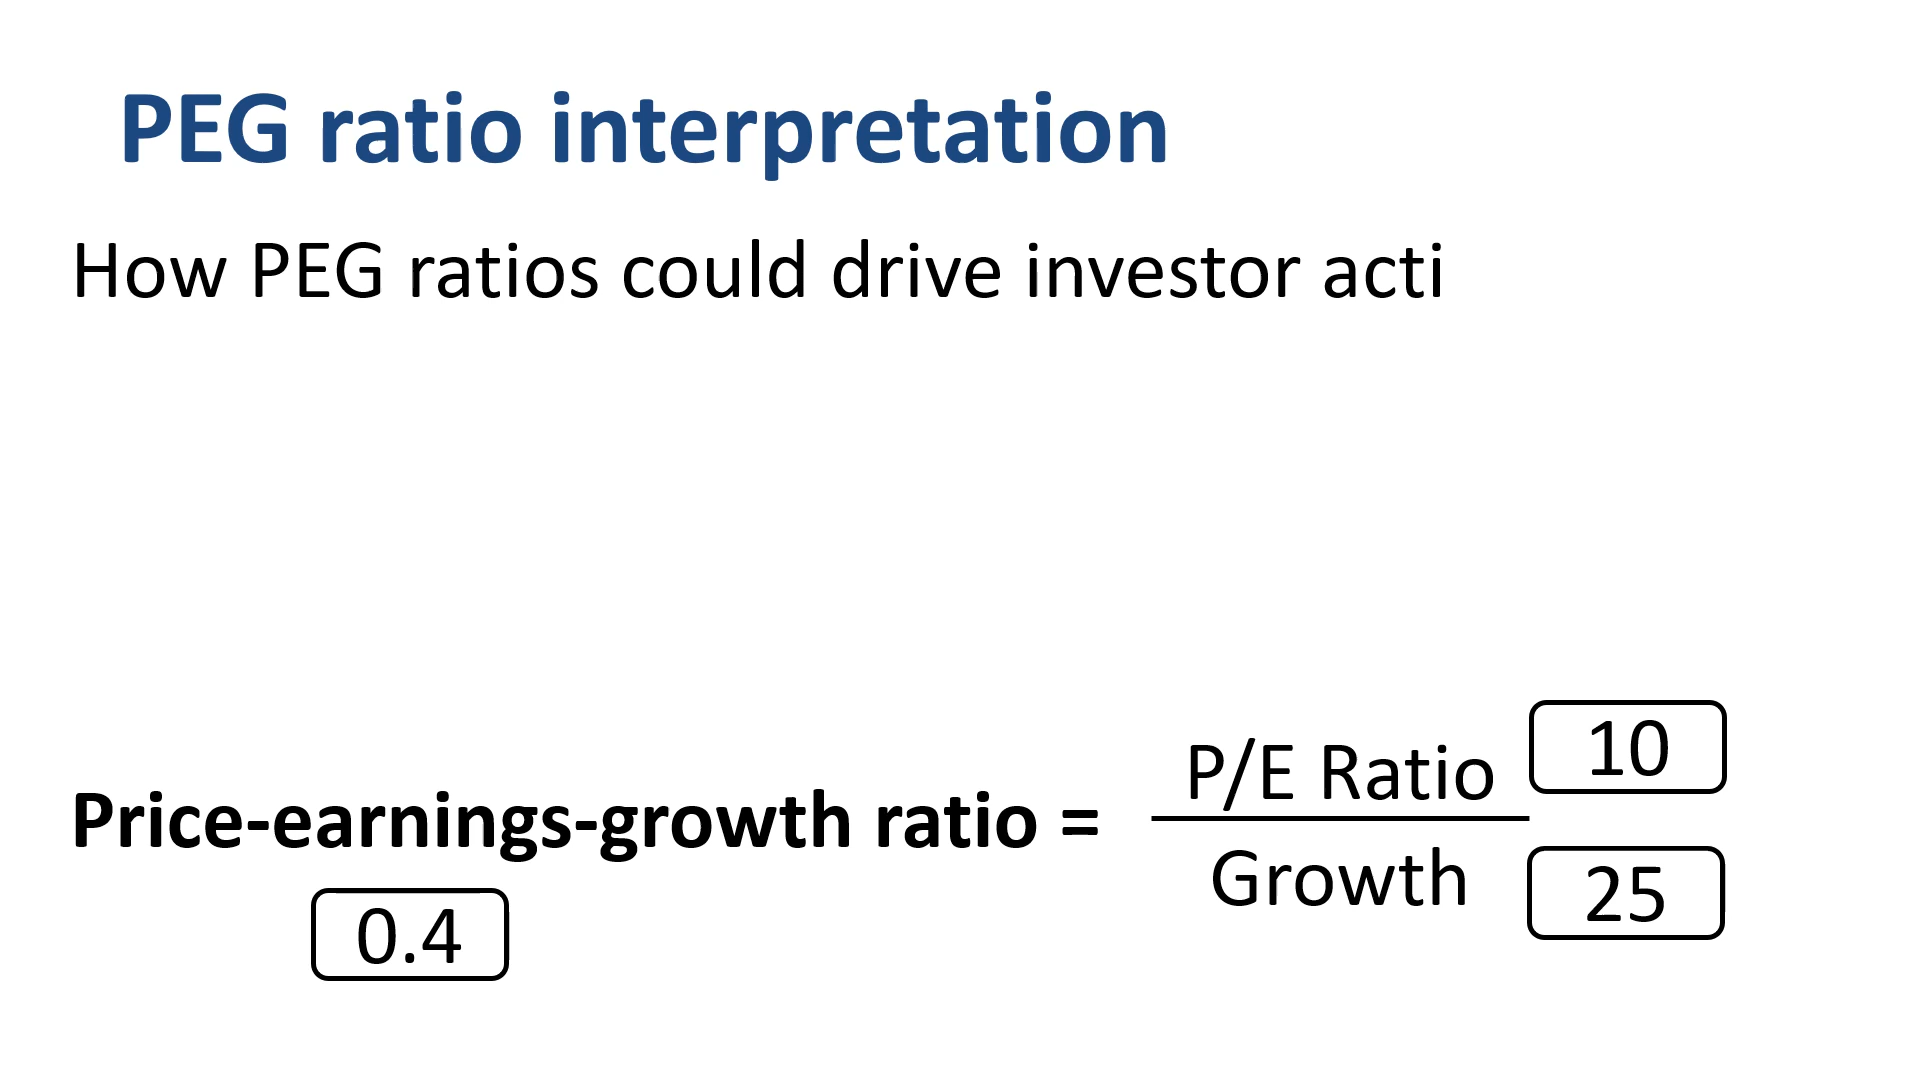 PEG ratio interpretation
How PEG ratios could drive investor acti
P/E Ratio 10
Price-earnings-growth ratio =
Growth 25
0.4